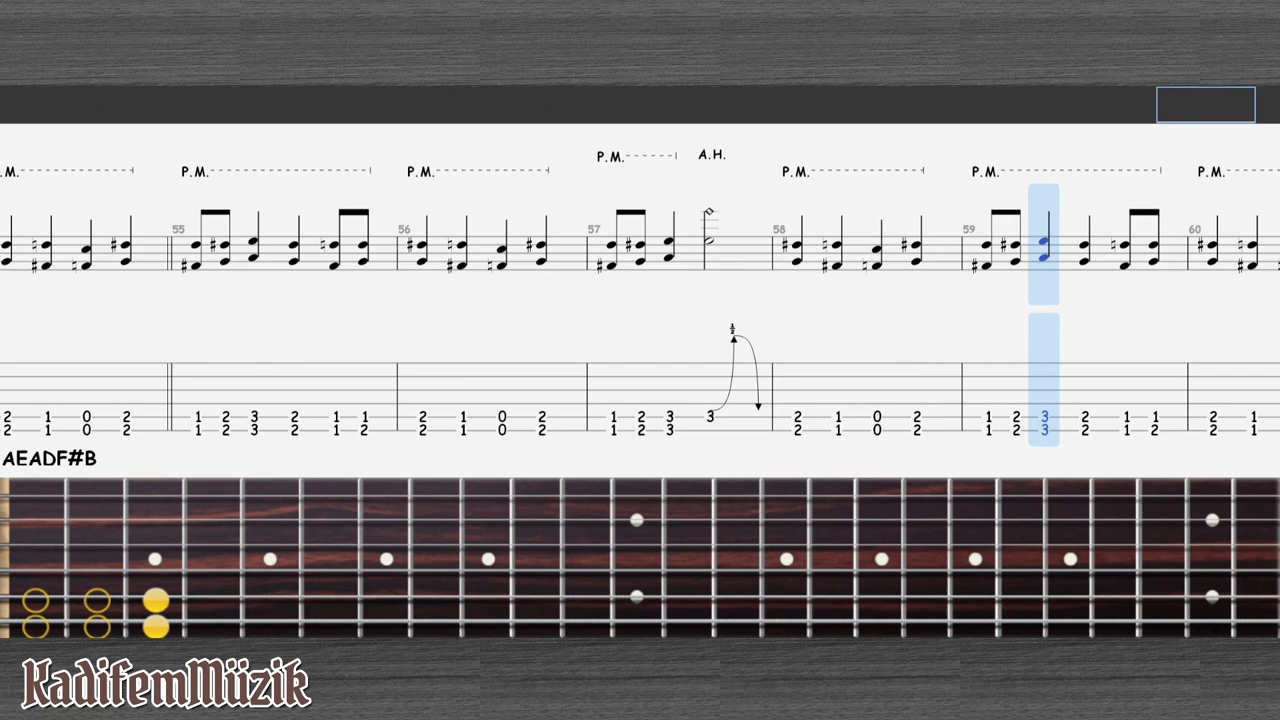 P.M. A.H.
.M. P.M. P.M. P.M. P.M. P.M.
55 56 57 58 59 60
½
2 1 0 2 1 2 3 2 1 1 2 1 0 2 1 2 3 3 2 1 0 2 1 2 3 2 1 1 2 1
2 1 0 2 1 2 3 2 1 2 2 1 0 2 1 2 3 2 1 0 2 1 2 3 2 1 2 2 1
AEADF#B
KadifemMüzik